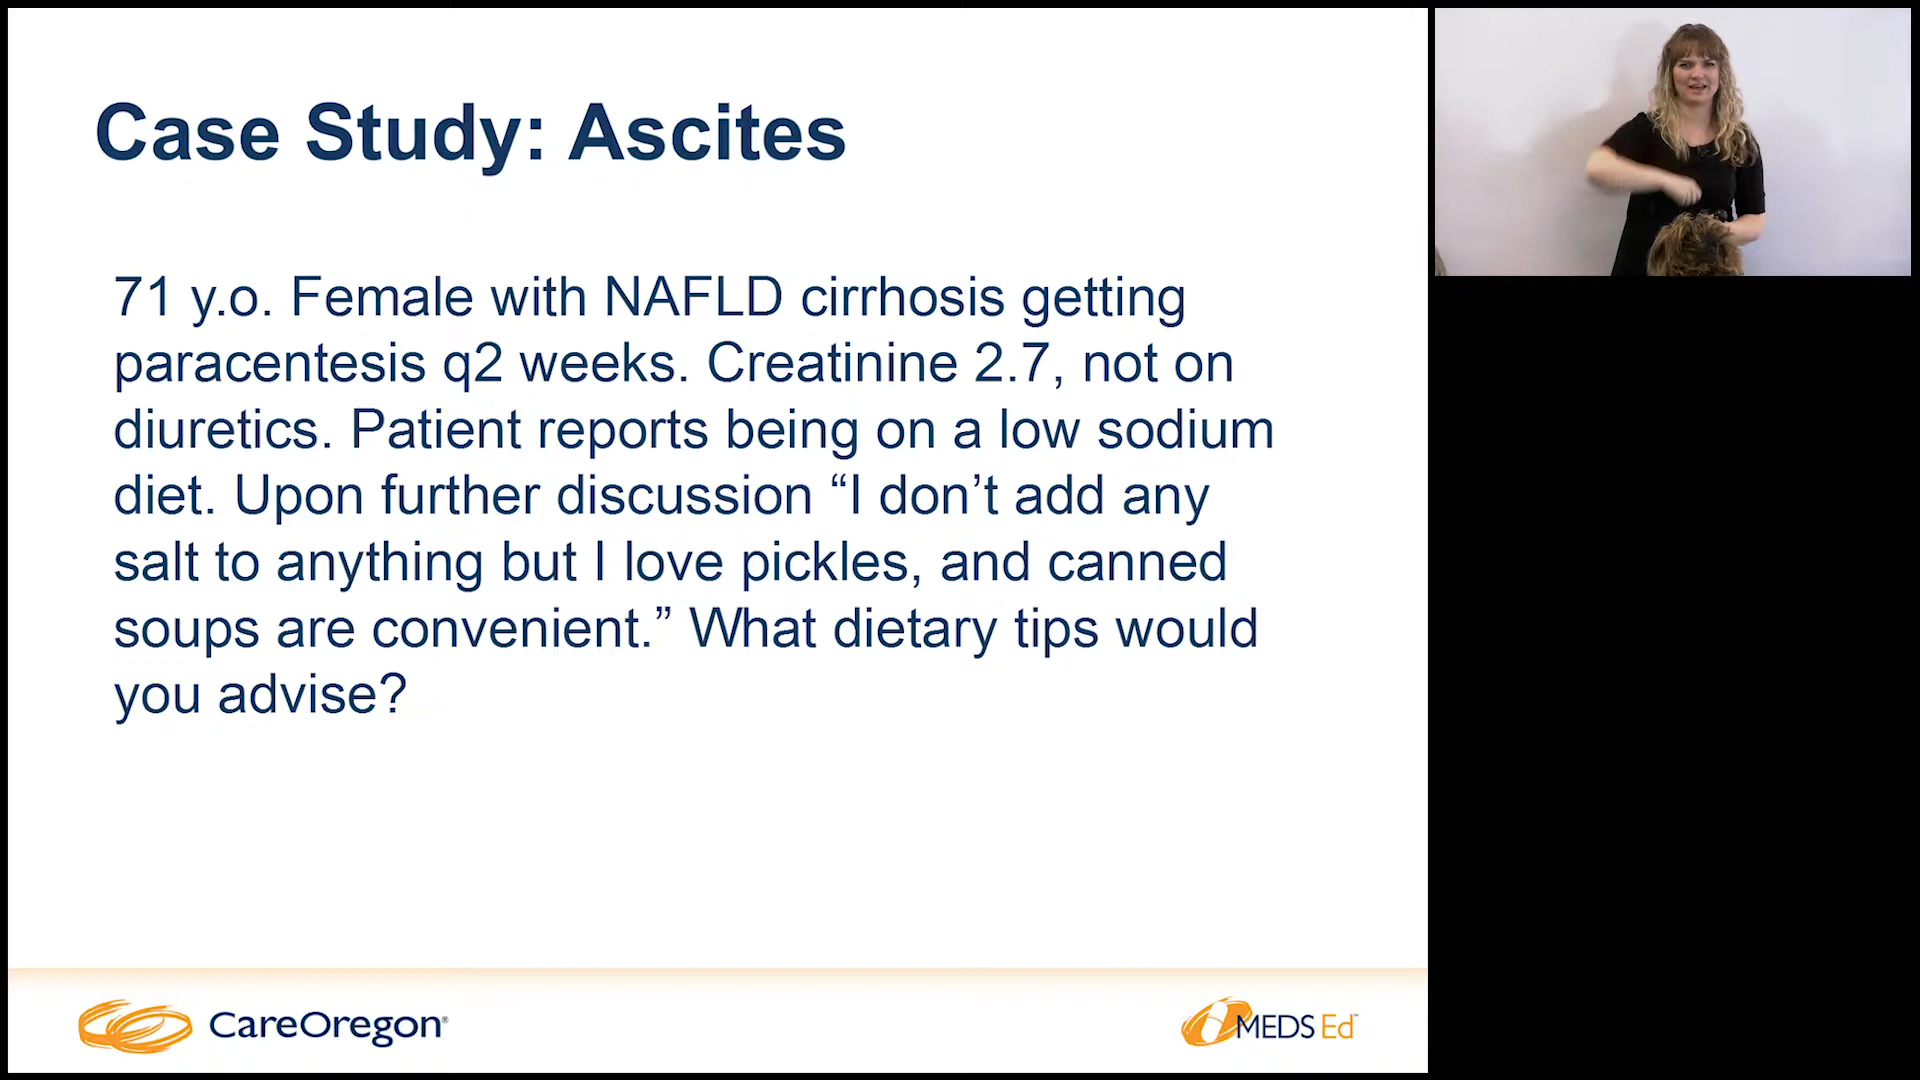 Case Study: Ascites
71 y.o. Female with NAFLD cirrhosis getting
paracentesis q2 weeks. Creatinine 2.7, not on
diuretics. Patient reports being on a low sodium
diet. Upon further discussion “I don’t add any
salt to anything but I love pickles, and canned
soups are convenient.” What dietary tips would
you advise?
CareOregon®
MEDS Ed™